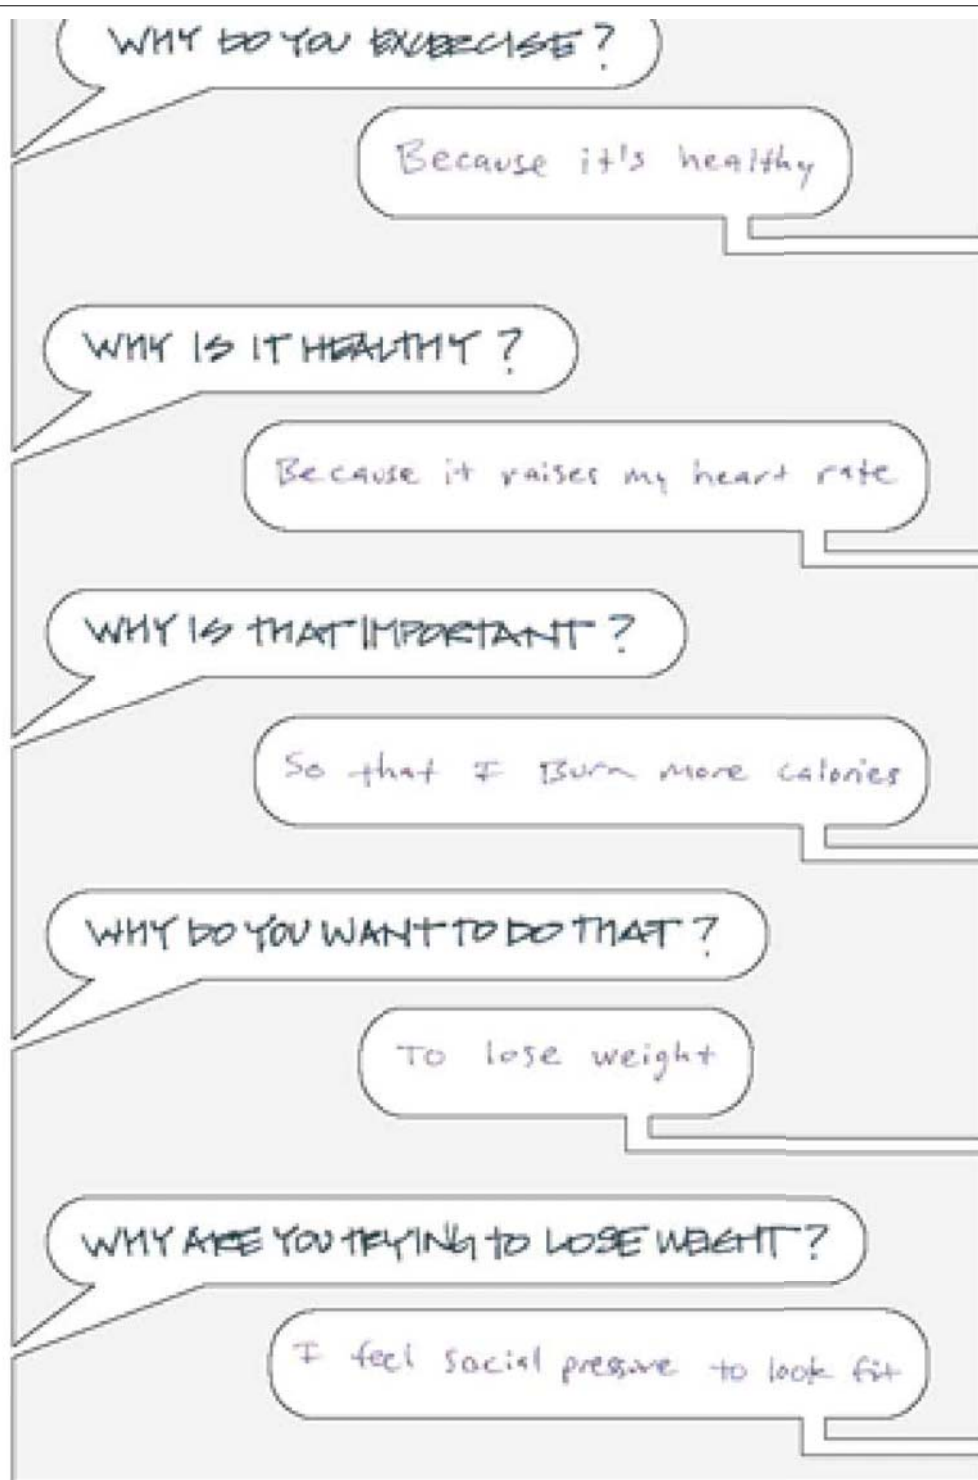 WHY DO YOU EXCERCISE?
Because it's healthy
WHY IS IT HEALTHY?
Because it raises my heart rate
WHY IS THAT IMPORTANT?
So that I Burn more calories
WHY DO YOU WANT TO DO THAT?
To lose weight
WHY ARE YOU TRYING TO LOSE WEIGHT?
I feel social pressure to look fit